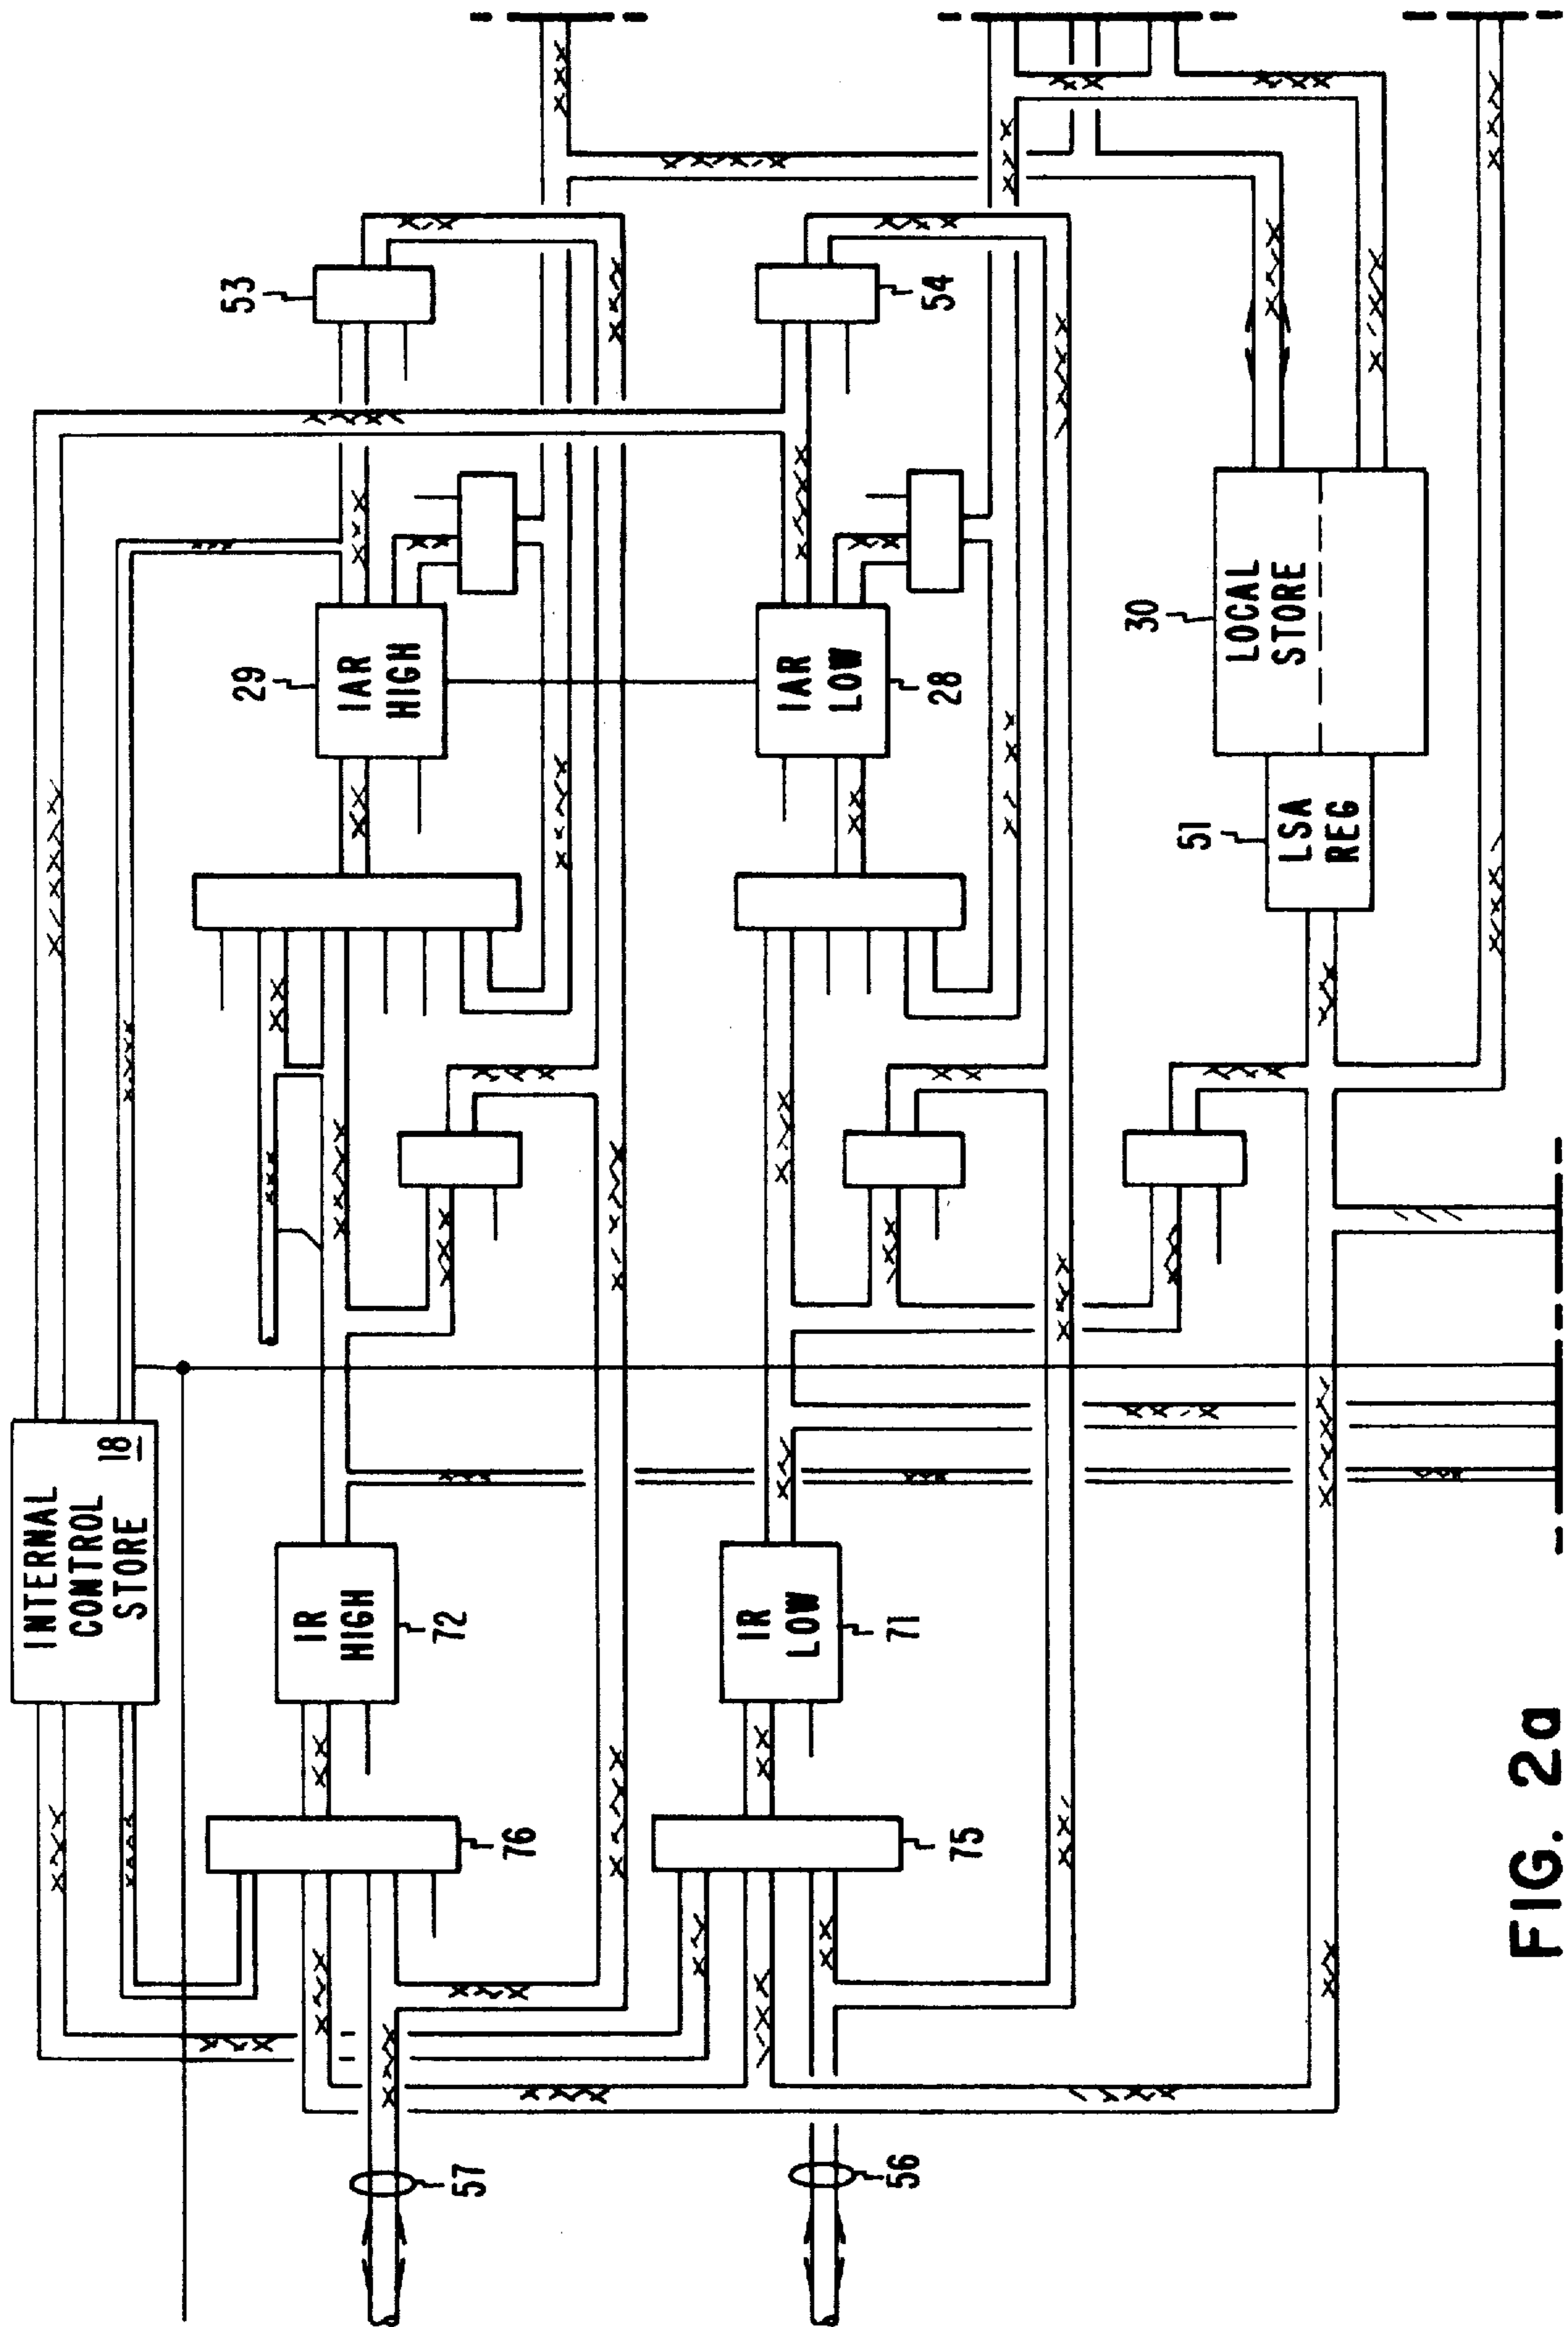 INTERNAL
CONTROL
STORE 18
IR
HIGH
72
76
57
IAR
HIGH
29
53
IR
LOW
71
75
56
IAR
LOW
28
54
LOCAL
STORE
30
LSA
REG
51
FIG. 2a